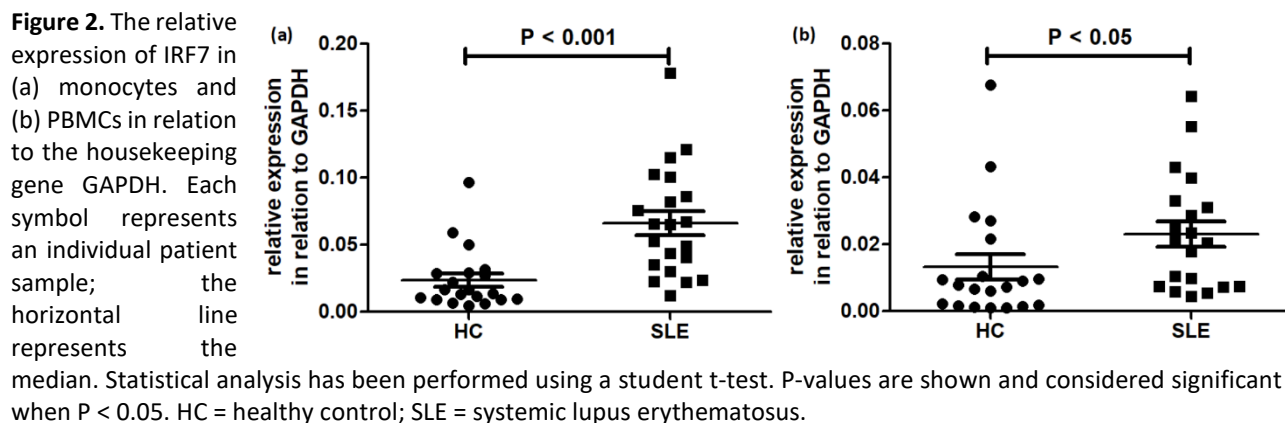 Figure 2. The relative
expression of IRF7 in
(a) monocytes and
(b) PBMCs in relation
to the housekeeping
gene GAPDH. Each
symbol represents
an individual patient
sample; the
horizontal line
represents the
median. Statistical analysis has been performed using a student t-test. P-values are shown and considered significant
when P < 0.05. HC = healthy control; SLE = systemic lupus erythematosus.
(a)
P < 0.001
relative expression
in relation to GAPDH
0.20
0.15
0.10
0.05
0.00
HC
SLE
(b)
P < 0.05
relative expression
in relation to GAPDH
0.08
0.06
0.04
0.02
0.00
HC
SLE